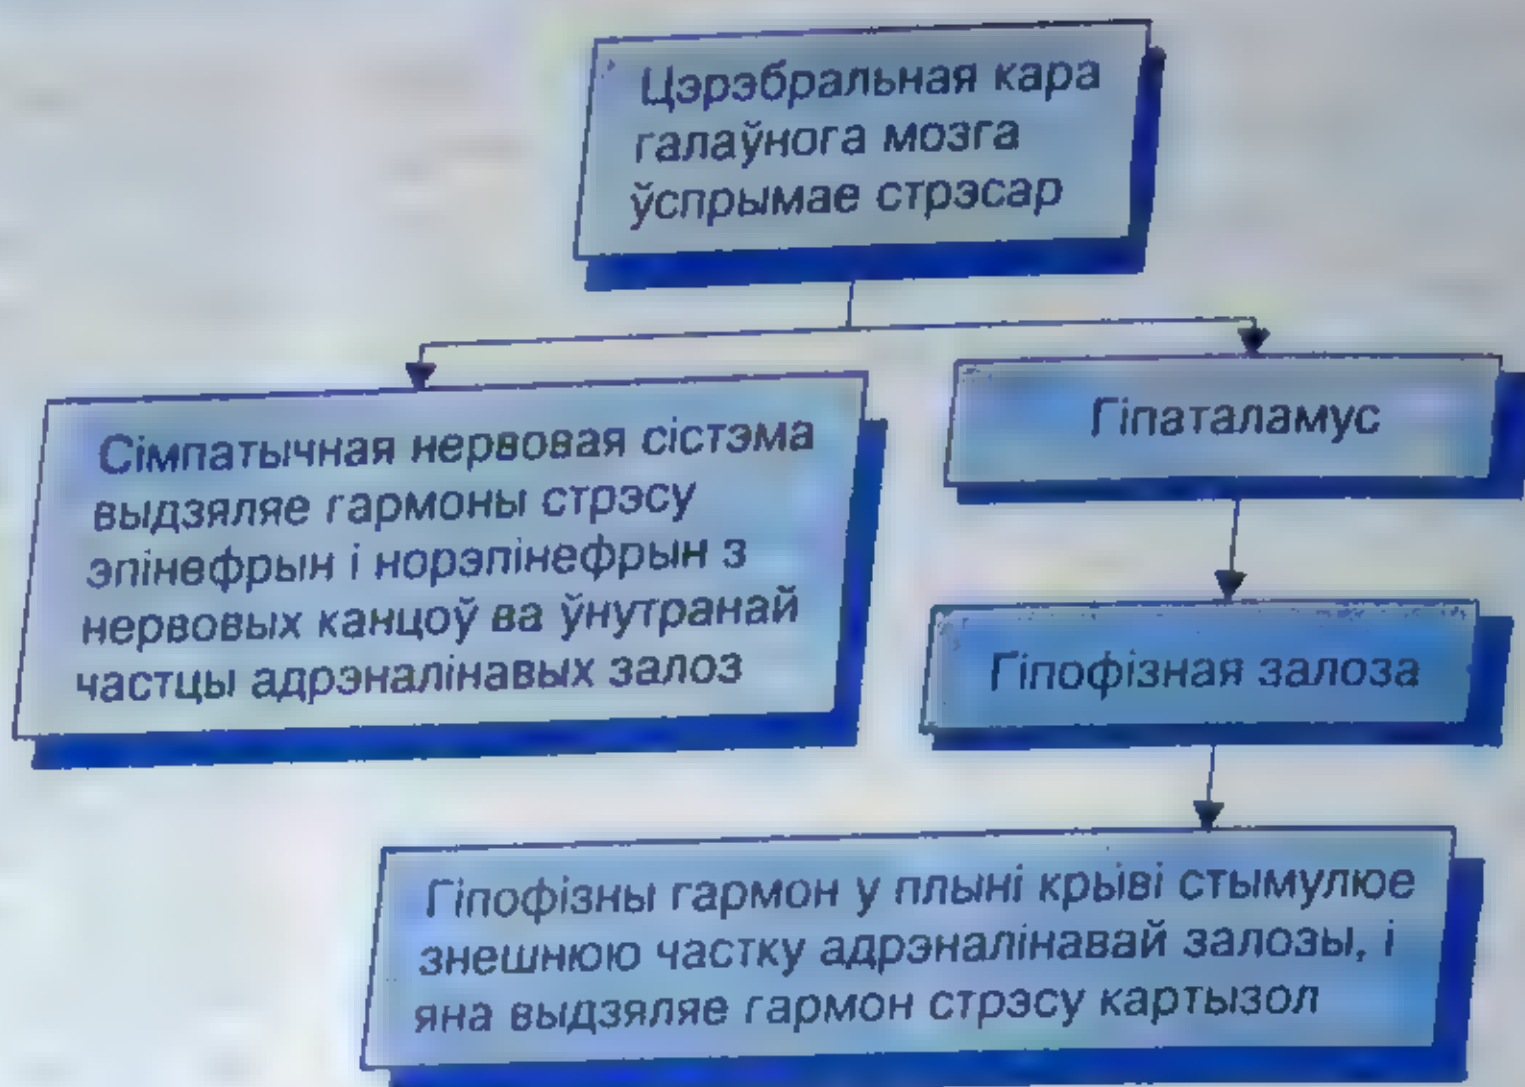 Цэрэбральная кара
галаўнога мозга
ўспрымае стрэсар
Сімпатычная нервовая сістэма
выдзяляе гармоны стрэсу
эпінефрын і норэпінефрын з
нервовых канцоў ва ўнутранай
частцы адрэналінавых залоз
Гіпаталамус
Гіпофізная залоза
Гіпофізны гармон у плыні крыві стымулюе
знешнюю частку адрэналінавай залозы, і
яна выдзяляе гармон стрэсу картызол